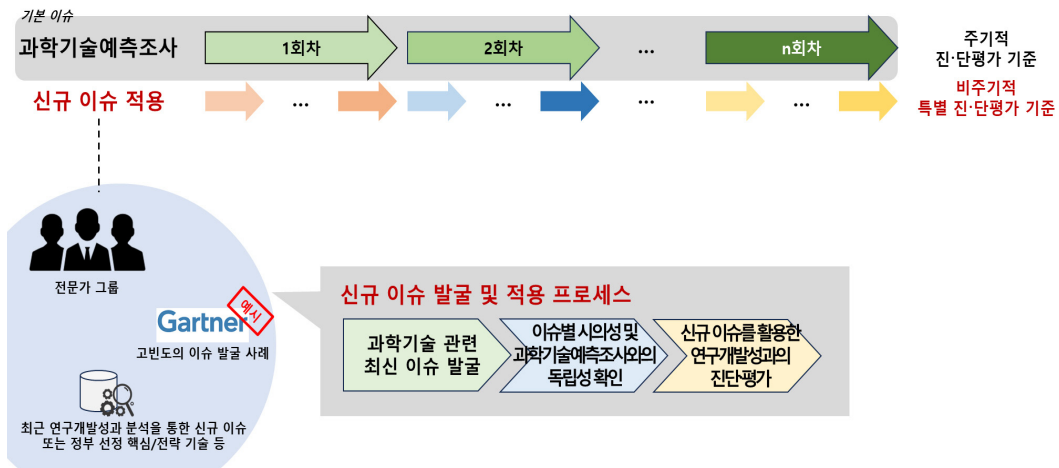 기본 이슈
과학기술예측조사
1회차
2회차
...
n회차
주기적
진·단평가 기준
신규 이슈 적용
...
...
...
...
비주기적
특별 진·단평가 기준
전문가 그룹
Gartner
예시
고빈도의 이슈 발굴 사례
최근 연구개발성과 분석을 통한 신규 이슈
또는 정부 선정 핵심/전략 기술 등
신규 이슈 발굴 및 적용 프로세스
과학기술 관련
최신 이슈 발굴
이슈별 시의성 및
과학기술예측조사와의
독립성 확인
신규 이슈를 활용한
연구개발성과의
진단·평가